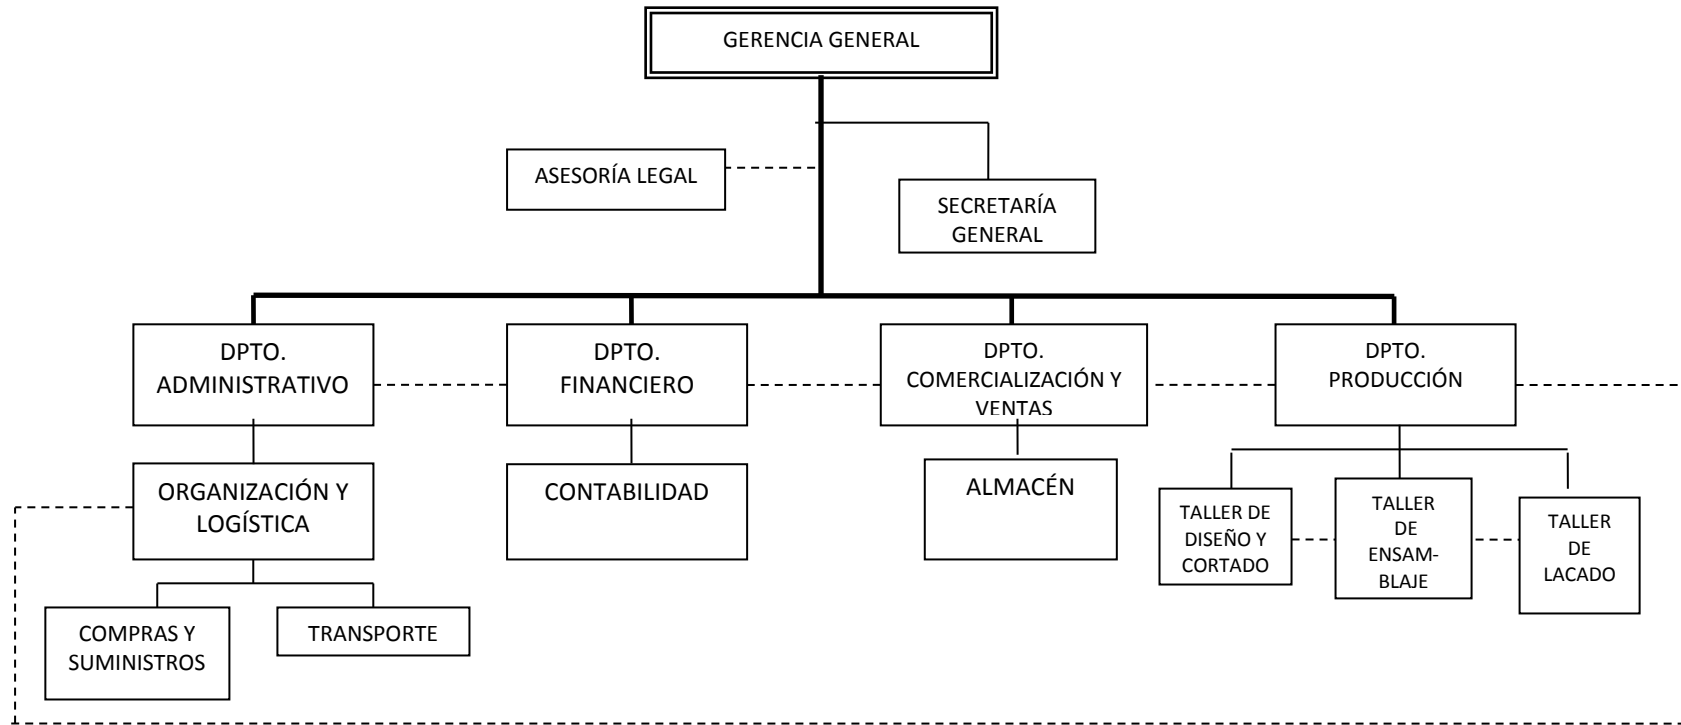 GERENCIA GENERAL
ASESORÍA LEGAL
SECRETARÍA
GENERAL
DPTO.
ADMINISTRATIVO
DPTO.
FINANCIERO
DPTO.
COMERCIALIZACIÓN Y
VENTAS
DPTO.
PRODUCCIÓN
ORGANIZACIÓN Y
LOGÍSTICA
CONTABILIDAD
ALMACÉN
TALLER DE
DISEÑO Y
CORTADO
TALLER
DE
ENSAM-
BLAJE
TALLER
DE
LACADO
COMPRAS Y
SUMINISTROS
TRANSPORTE